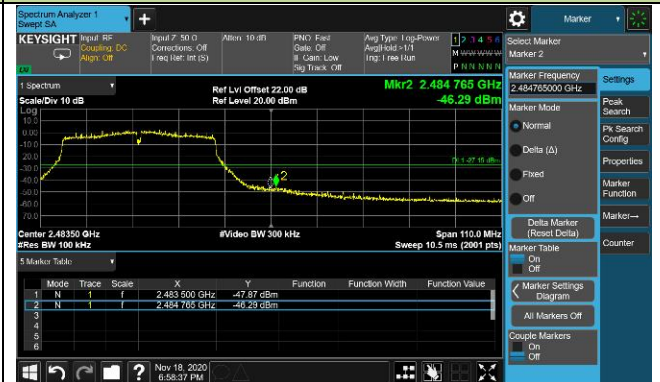 Spectrum Analyzer 1
Swept SA
Marker
KEYSIGHT
Input: RF
Coupling: DC
Align: Off
Input Z: 50 Ω
Corrections: Off
Freq Ref: Int (S)
Atten: 10 dB
PNO: Fast
Gate: Off
IF Gain: Low
Sig Track: Off
Avg Type: Log-Power
Avg|Hold:>1/1
Trig: Free Run
1 2 3 4 5 6
M W W W W W
P N N N N N
Select Marker
Marker 2
1 Spectrum
Scale/Div 10 dB
Ref Lvl Offset 22.00 dB
Ref Level 20.00 dBm
Mkr2 2.484 765 GHz
-46.29 dBm
Log
10.0
0.00
-10.0
-20.0
-30.0
-40.0
-50.0
-60.0
-70.0
DL1 -27.15 dBm
2
Center 2.48350 GHz
#Res BW 100 kHz
#Video BW 300 kHz
Span 110.0 MHz
Sweep 10.5 ms (2001 pts)
5 Marker Table
Mode Trace Scale X Y Function Function Width Function Value
1 N 1 f 2.483 500 GHz -47.87 dBm
2 N 1 f 2.484 765 GHz -46.29 dBm
3
4
5
6
Marker Frequency
2.484765000 GHz
Marker Mode
Normal
Delta (Δ)
Fixed
Off
Delta Marker
(Reset Delta)
Marker Table
On
Off
Marker Settings
Diagram
All Markers Off
Couple Markers
On
Off
Settings
Peak
Search
Pk Search
Config
Properties
Marker
Function
Marker→
Counter
?
Nov 18, 2020
6:58:37 PM